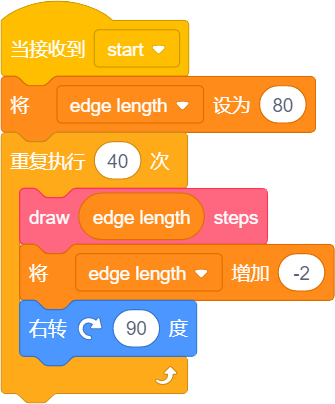 当接收到 start
将 edge length 设为 80
重复执行 40 次
draw edge length steps
将 edge length 增加 -2
右转 90 度